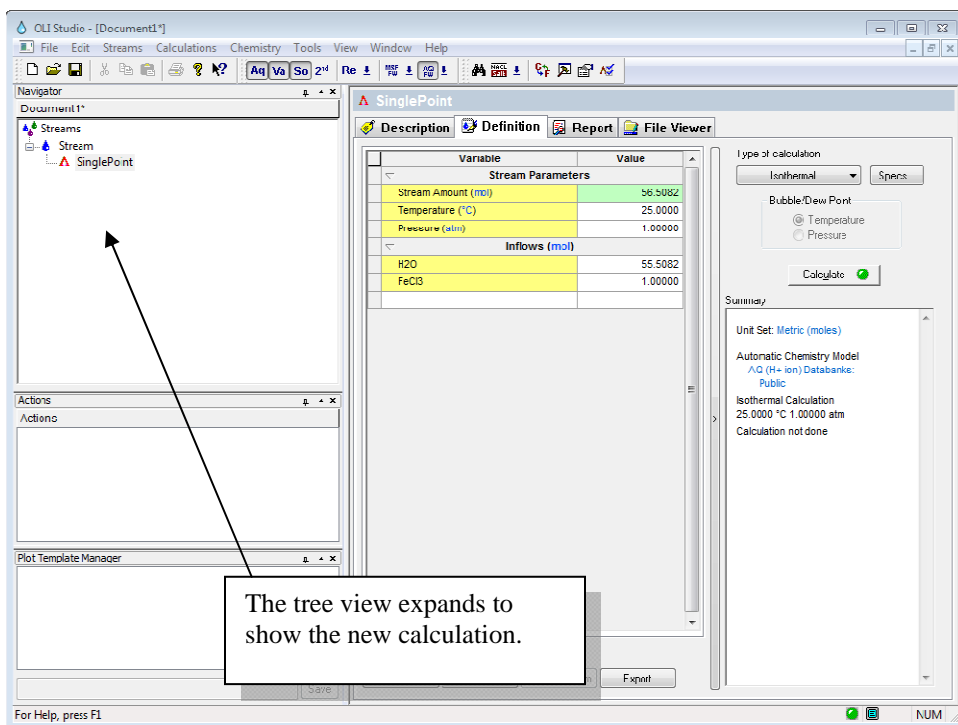 OLI Studio - [Document1*]
File Edit Streams Calculations Chemistry Tools View Window Help
Aq Va So 2nd Re MSF FW AQ FW NACL
Navigator
Document1*
Streams
Stream
SinglePoint
Actions
Actions
Plot Template Manager
Save
SinglePoint
Description Definition Report File Viewer
Variable Value
Stream Parameters
Stream Amount (mol) 56.5082
Temperature (°C) 25.0000
Pressure (atm) 1.00000
Inflows (mol)
H2O 55.5082
FeCl3 1.00000
Export
Type of calculation
Isothermal Specs
Bubble/Dew Point
Temperature
Pressure
Calculate
Summary
Unit Set: Metric (moles)
Automatic Chemistry Model
AQ (H+ ion) Databanks:
Public
Isothermal Calculation
25.0000 °C 1.00000 atm
Calculation not done
The tree view expands to
show the new calculation.
For Help, press F1
NUM